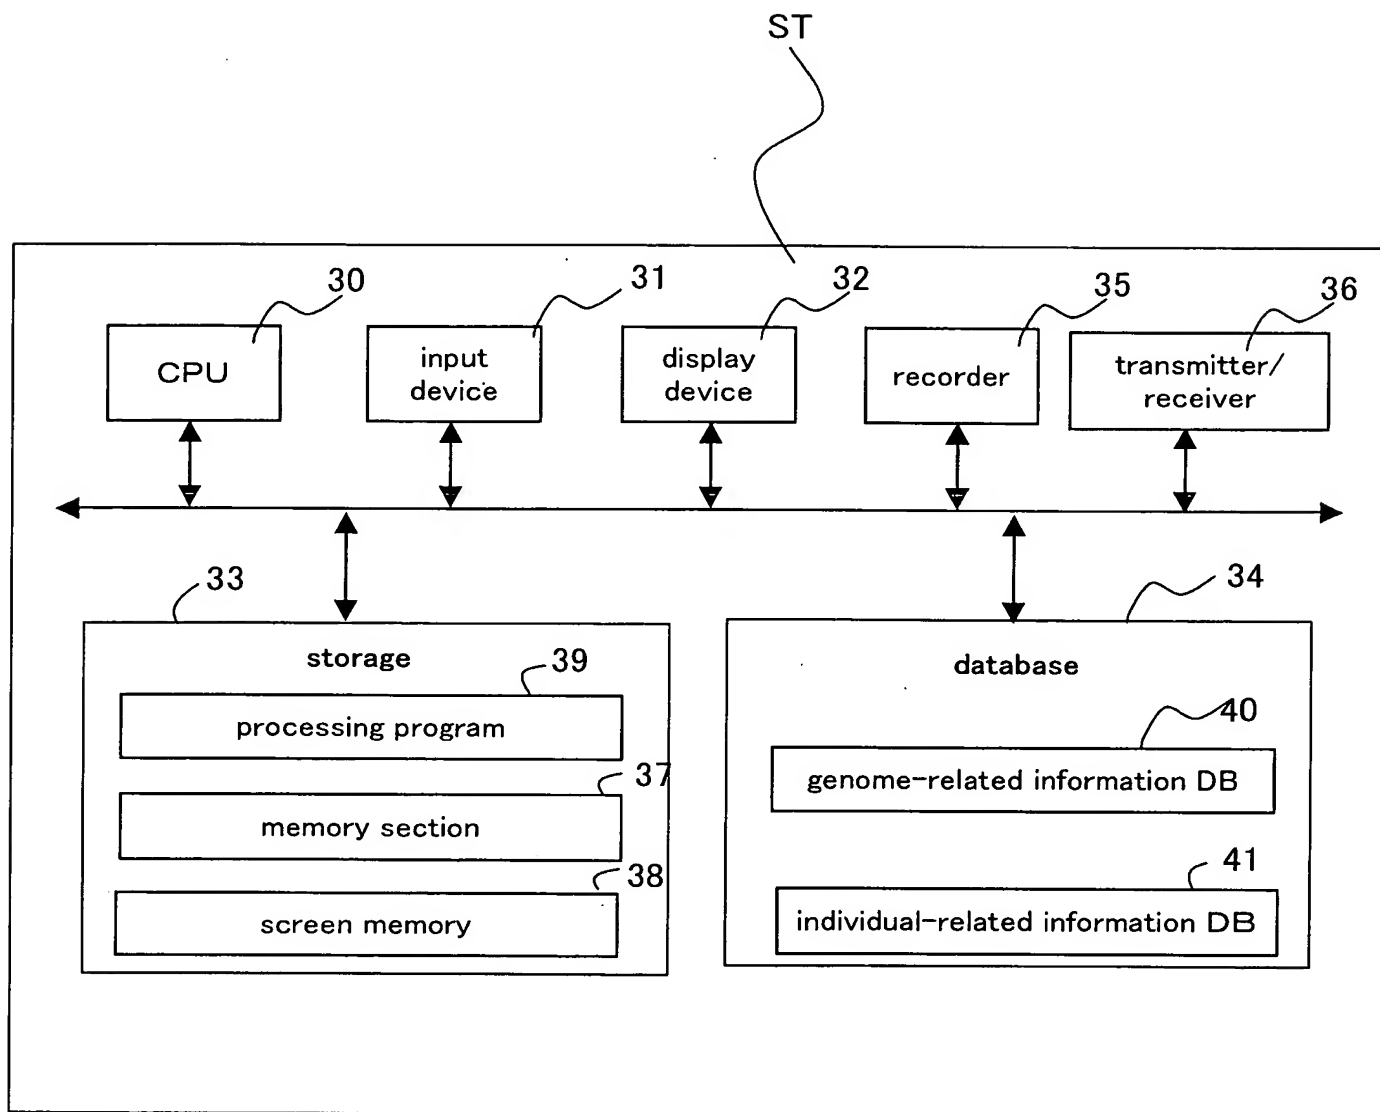 ST
30
31
32
35
36
CPU
input
device
display
device
recorder
transmitter/
receiver
33
34
storage
39
processing program
37
memory section
38
screen memory
database
40
genome-related information DB
41
individual-related information DB